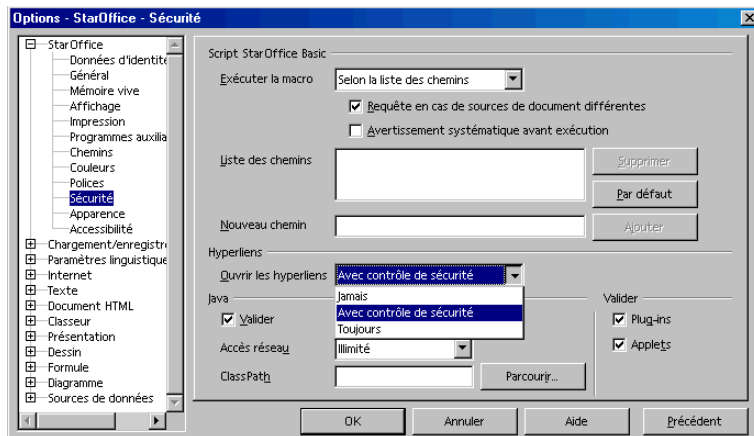 Options - StarOffice - Sécurité
StarOffice
Données d'identité
Général
Mémoire vive
Affichage
Impression
Programmes auxilia
Chemins
Couleurs
Polices
Sécurité
Apparence
Accessibilité
Chargement/enregistre
Paramètres linguistique
Internet
Texte
Document HTML
Classeur
Présentation
Dessin
Formule
Diagramme
Sources de données
Script StarOffice Basic
Exécuter la macro Selon la liste des chemins
Requête en cas de sources de document différentes
Avertissement systématique avant exécution
Liste des chemins Supprimer
Par défaut
Nouveau chemin Ajouter
Hyperliens
Ouvrir les hyperliens Avec contrôle de sécurité
Jamais
Avec contrôle de sécurité
Toujours
Java Valider
Valider Plug-ins
Accès réseau Illimité Applets
ClassPath Parcourir...
OK Annuler Aide Précédent